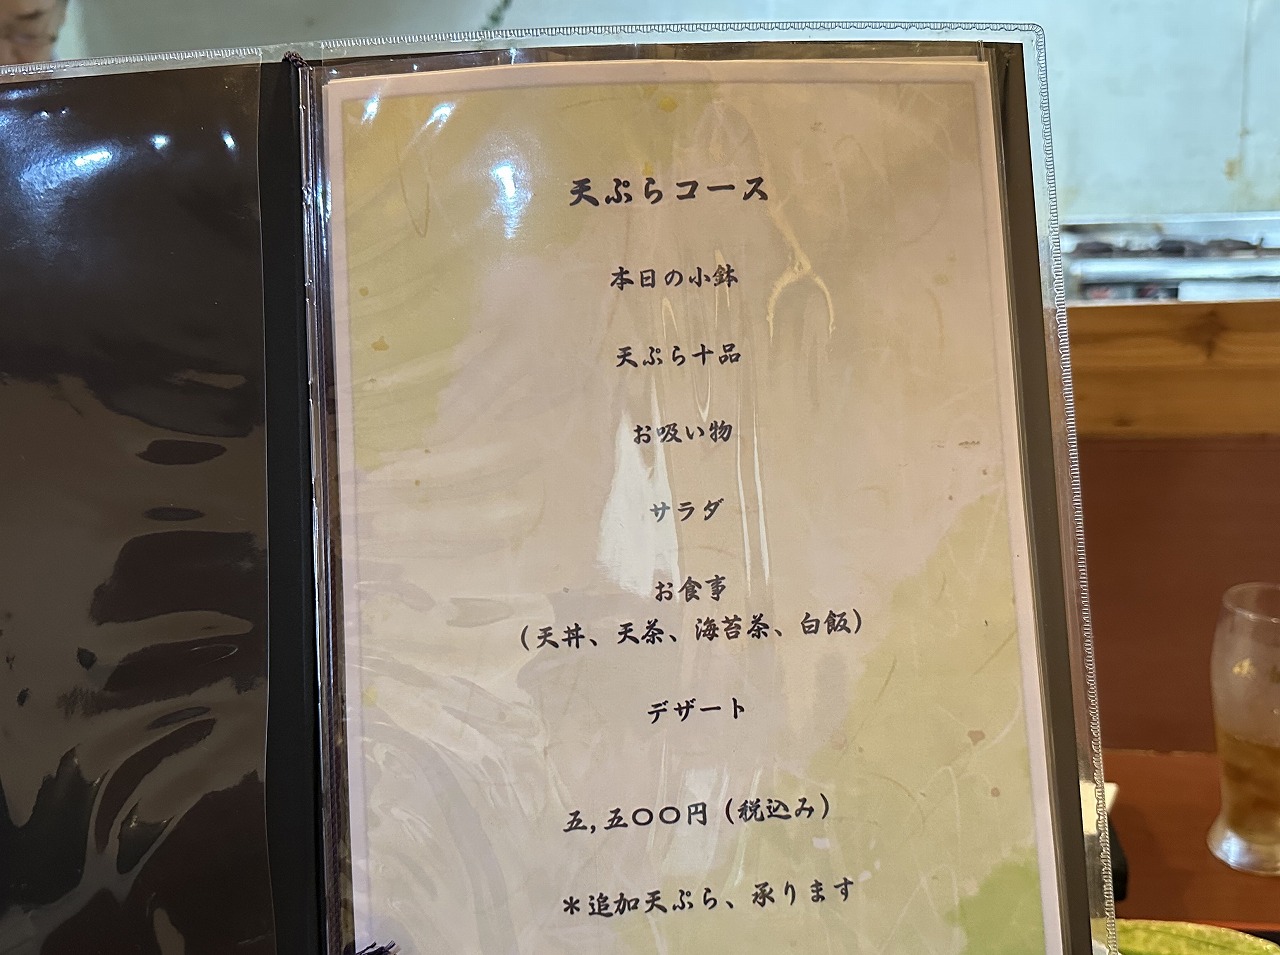 天ぷらコース
本日の小鉢
天ぷら十品
お吸い物
サラダ
お食事
(天丼、天茶、海苔茶、白飯)
デザート
五,五〇〇円(税込み)
*追加天ぷら、承ります